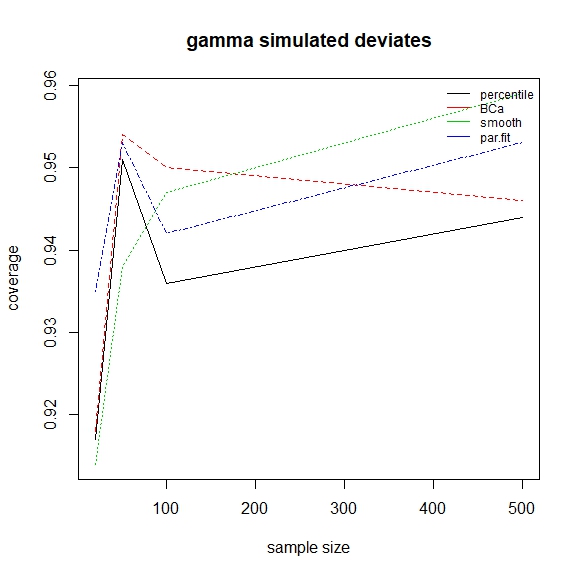 gamma simulated deviates
percentile
BCa
smooth
par.fit
coverage
0.96
0.95
0.94
0.93
0.92
100 200 300 400 500
sample size